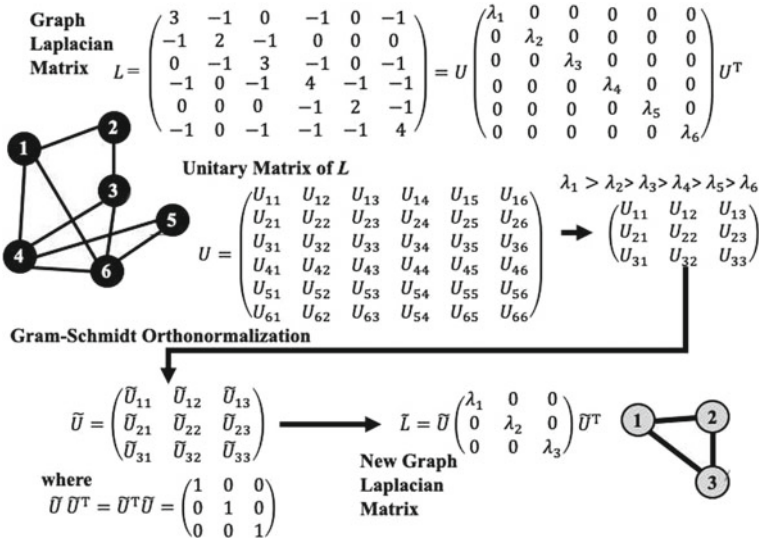 Graph
Laplacian
Matrix
L =
3 −1 0 −1 0 −1
−1 2 −1 0 0 0
0 −1 3 −1 0 −1
−1 0 −1 4 −1 −1
0 0 0 −1 2 −1
−1 0 −1 −1 −1 4
= U
λ₁ 0 0 0 0 0
0 λ₂ 0 0 0 0
0 0 λ₃ 0 0 0
0 0 0 λ₄ 0 0
0 0 0 0 λ₅ 0
0 0 0 0 0 λ₆
Uᵀ
1
2
3
4
5
6
Unitary Matrix of L
U =
U₁₁ U₁₂ U₁₃ U₁₄ U₁₅ U₁₆
U₂₁ U₂₂ U₂₃ U₂₄ U₂₅ U₂₆
U₃₁ U₃₂ U₃₃ U₃₄ U₃₅ U₃₆
U₄₁ U₄₂ U₄₃ U₄₄ U₄₅ U₄₆
U₅₁ U₅₂ U₅₃ U₅₄ U₅₅ U₅₆
U₆₁ U₆₂ U₆₃ U₅₄ U₆₅ U₆₆
λ₁ > λ₂> λ₃> λ₄> λ₅> λ₆
U₁₁ U₁₂ U₁₃
U₂₁ U₂₂ U₂₃
U₃₁ U₃₂ U₃₃
Gram-Schmidt Orthonormalization
Ũ =
Ũ₁₁ Ũ₁₂ Ũ₁₃
Ũ₂₁ Ũ₂₂ Ũ₂₃
Ũ₃₁ Ũ₃₂ Ũ₃₃
where
Ũ Ũᵀ = ŨᵀŨ =
1 0 0
0 1 0
0 0 1
L̃ = Ũ
λ₁ 0 0
0 λ₂ 0
0 0 λ₃
Ũᵀ
New Graph
Laplacian
Matrix
1
2
3